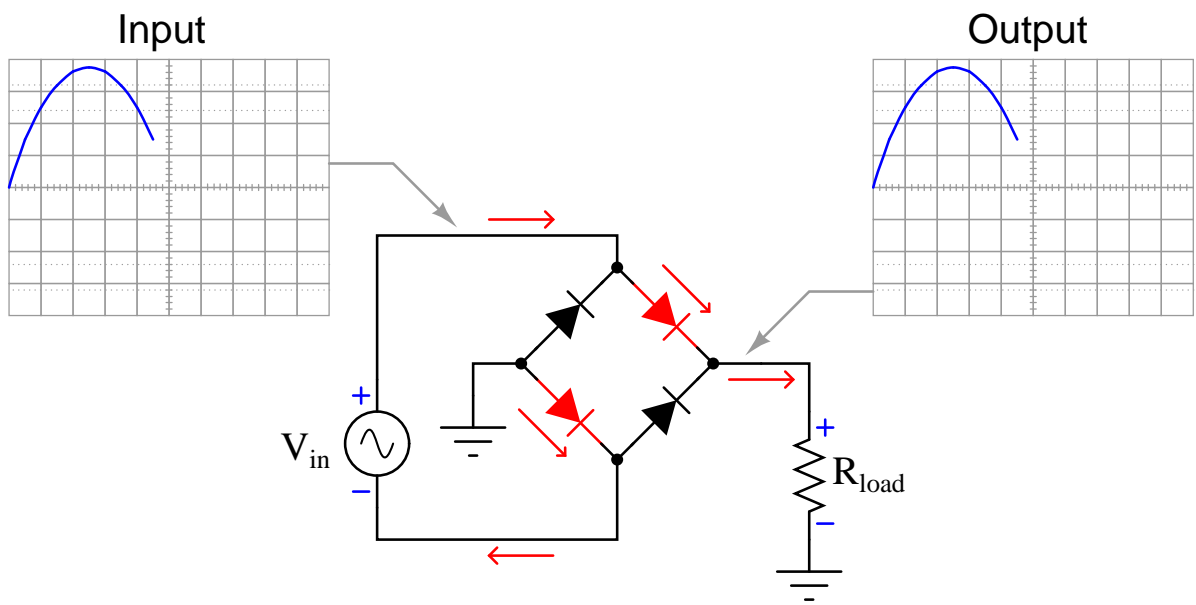 Input
Output
+
V_in
−
+
R_load
−